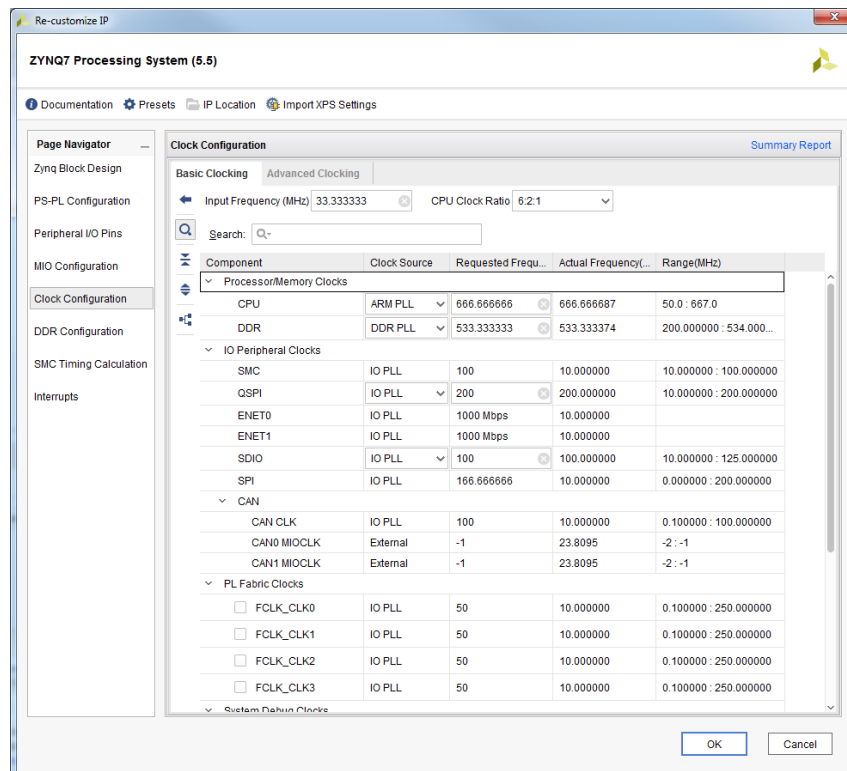 Re-customize IP
ZYNQ7 Processing System (5.5)
Documentation Presets IP Location Import XPS Settings
Page Navigator
Zynq Block Design
PS-PL Configuration
Peripheral I/O Pins
MIO Configuration
Clock Configuration
DDR Configuration
SMC Timing Calculation
Interrupts
Clock Configuration Summary Report
Basic Clocking Advanced Clocking
Input Frequency (MHz) 33.333333 CPU Clock Ratio 6:2:1
Search:
Component Clock Source Requested Frequ... Actual Frequency(... Range(MHz)
Processor/Memory Clocks
CPU ARM PLL 666.666666 666.666687 50.0 : 667.0
DDR DDR PLL 533.333333 533.333374 200.000000 : 534.000...
IO Peripheral Clocks
SMC IO PLL 100 10.000000 10.000000 : 100.000000
QSPI IO PLL 200 200.000000 10.000000 : 200.000000
ENET0 IO PLL 1000 Mbps 10.000000
ENET1 IO PLL 1000 Mbps 10.000000
SDIO IO PLL 100 100.000000 10.000000 : 125.000000
SPI IO PLL 166.666666 10.000000 0.000000 : 200.000000
CAN
CAN CLK IO PLL 100 10.000000 0.100000 : 100.000000
CAN0 MIOCLK External -1 23.8095 -2 : -1
CAN1 MIOCLK External -1 23.8095 -2 : -1
PL Fabric Clocks
FCLK_CLK0 IO PLL 50 10.000000 0.100000 : 250.000000
FCLK_CLK1 IO PLL 50 10.000000 0.100000 : 250.000000
FCLK_CLK2 IO PLL 50 10.000000 0.100000 : 250.000000
FCLK_CLK3 IO PLL 50 10.000000 0.100000 : 250.000000
System Debug Clocks
OK Cancel